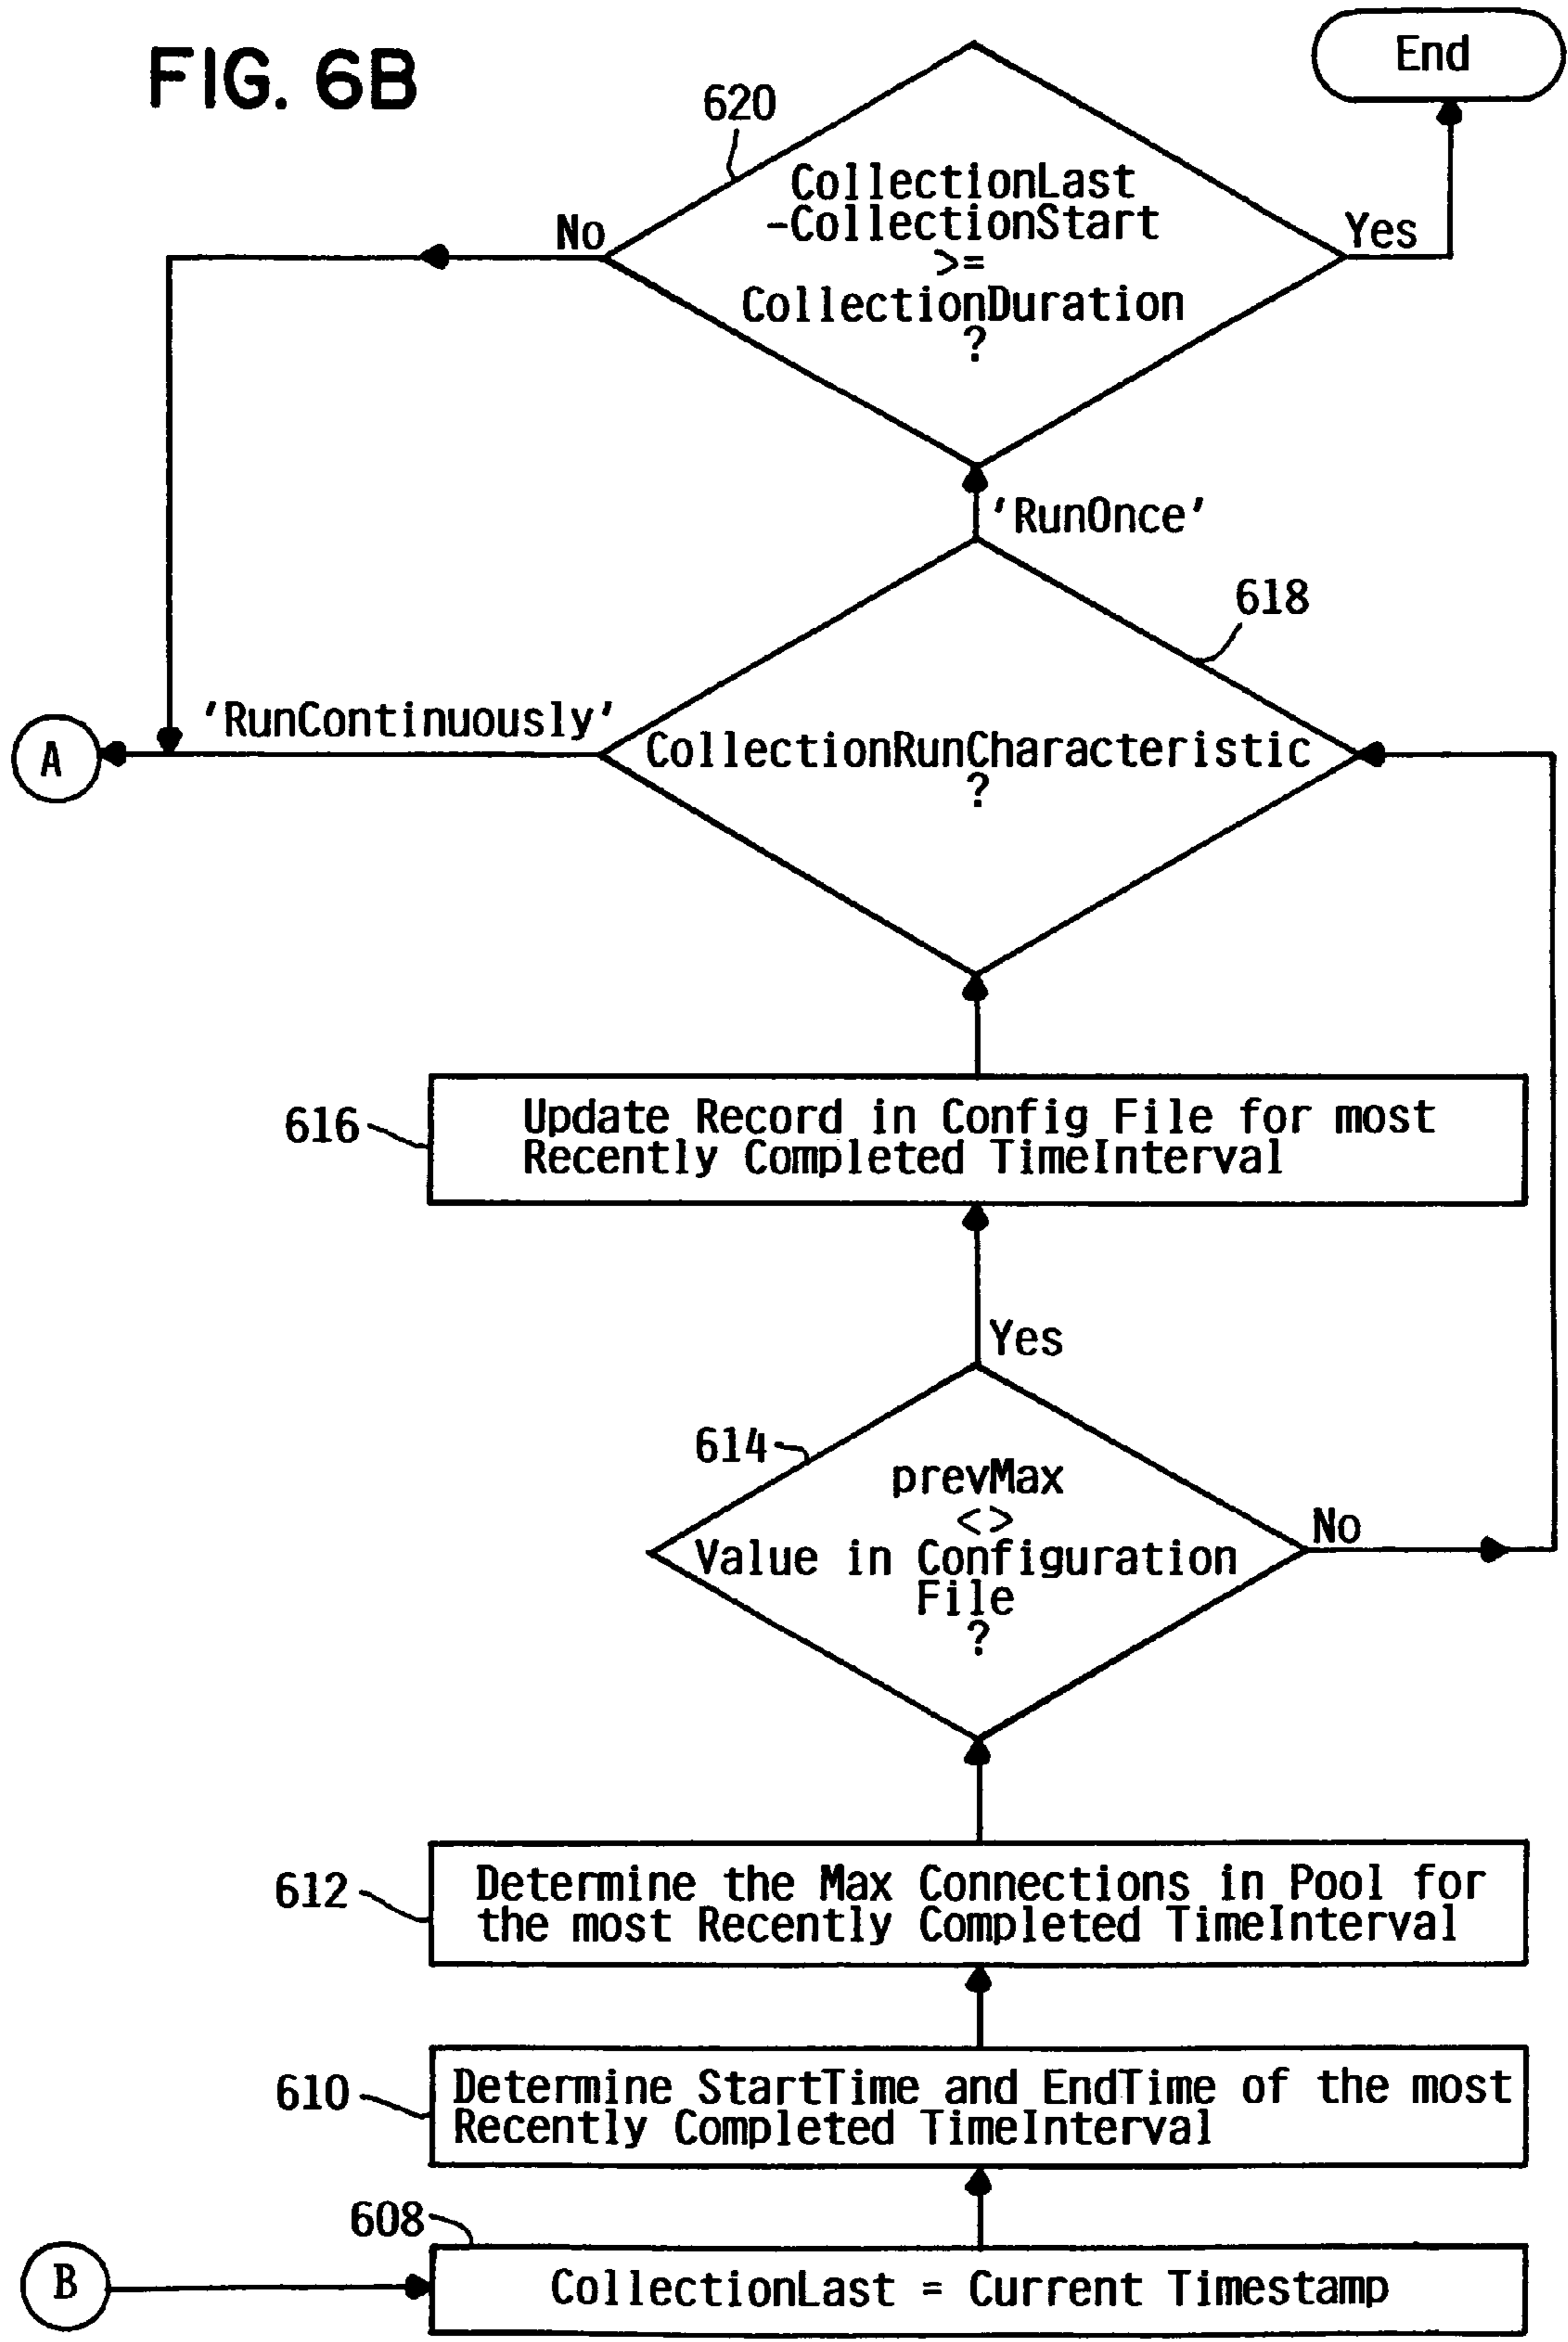 FIG. 6B
End
620
CollectionLast
-CollectionStart
>=
CollectionDuration
?
No
Yes
'RunOnce'
618
'RunContinuously'
A
CollectionRunCharacteristic
?
616
Update Record in Config File for most
Recently Completed TimeInterval
Yes
614
prevMax
<>
Value in Configuration
File
?
No
612
Determine the Max Connections in Pool for
the most Recently Completed TimeInterval
610
Determine StartTime and EndTime of the most
Recently Completed TimeInterval
608
B
CollectionLast = Current Timestamp